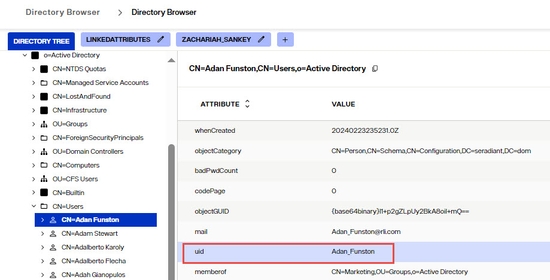 Directory Browser > Directory Browser
DIRECTORY TREE LINKEDATTRIBUTES ZACHARIAH_SANKEY +
o=Active Directory
CN=NTDS Quotas
CN=Managed Service Accounts
CN=LostAndFound
CN=Infrastructure
OU=Groups
CN=ForeignSecurityPrincipals
OU=Domain Controllers
CN=Computers
OU=CFS Users
CN=Builtin
CN=Users
CN=Adan Funston
CN=Adam Stewart
CN=Adalberto Karoly
CN=Adalberto Flecha
CN=Adah Gianopulos
CN=Adan Funston,CN=Users,o=Active Directory
ATTRIBUTE VALUE
whenCreated 20240223235231.0Z
objectCategory CN=Person,CN=Schema,CN=Configuration,DC=seradiant,DC=dom
badPwdCount 0
codePage 0
objectGUID {base64binary}I1+p2gZLpUy2BkA8oiI+mQ==
mail Adan_Funston@rli.com
uid Adan_Funston
memberof CN=Marketing,OU=Groups,o=Active Directory